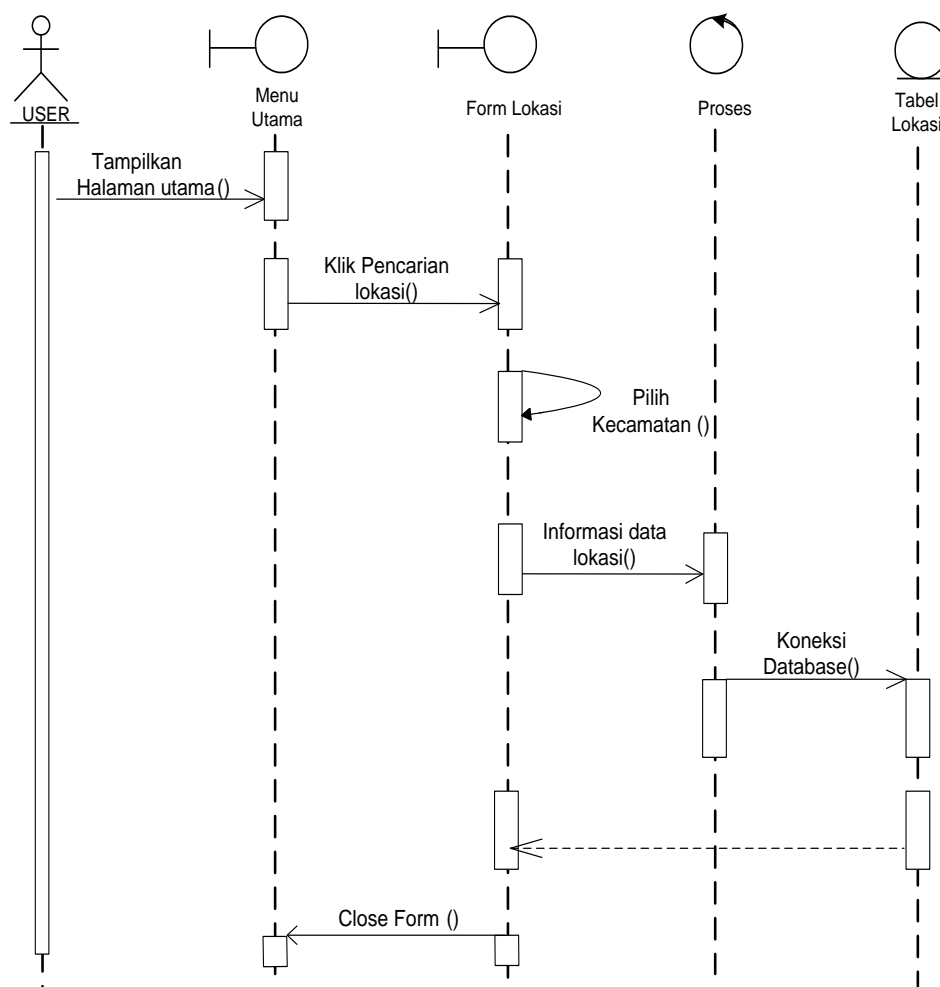 USER
Menu
Utama
Form Lokasi
Proses
Tabel
Lokasi
Tampilkan
Halaman utama()
Klik Pencarian
lokasi()
Pilih
Kecamatan ()
Informasi data
lokasi()
Koneksi
Database()
Close Form ()